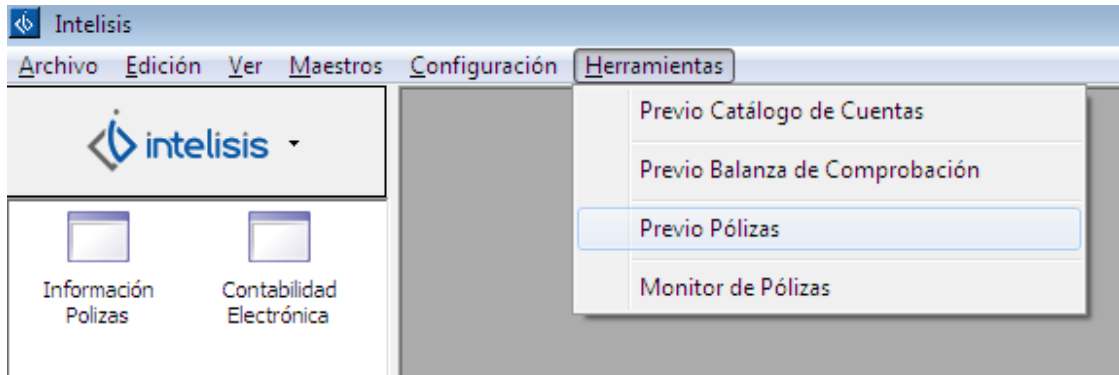 Intelisis
Archivo Edición Ver Maestros Configuración Herramientas
Previo Catálogo de Cuentas
Previo Balanza de Comprobación
Previo Pólizas
Monitor de Pólizas
intelisis
Información
Polizas
Contabilidad
Electrónica